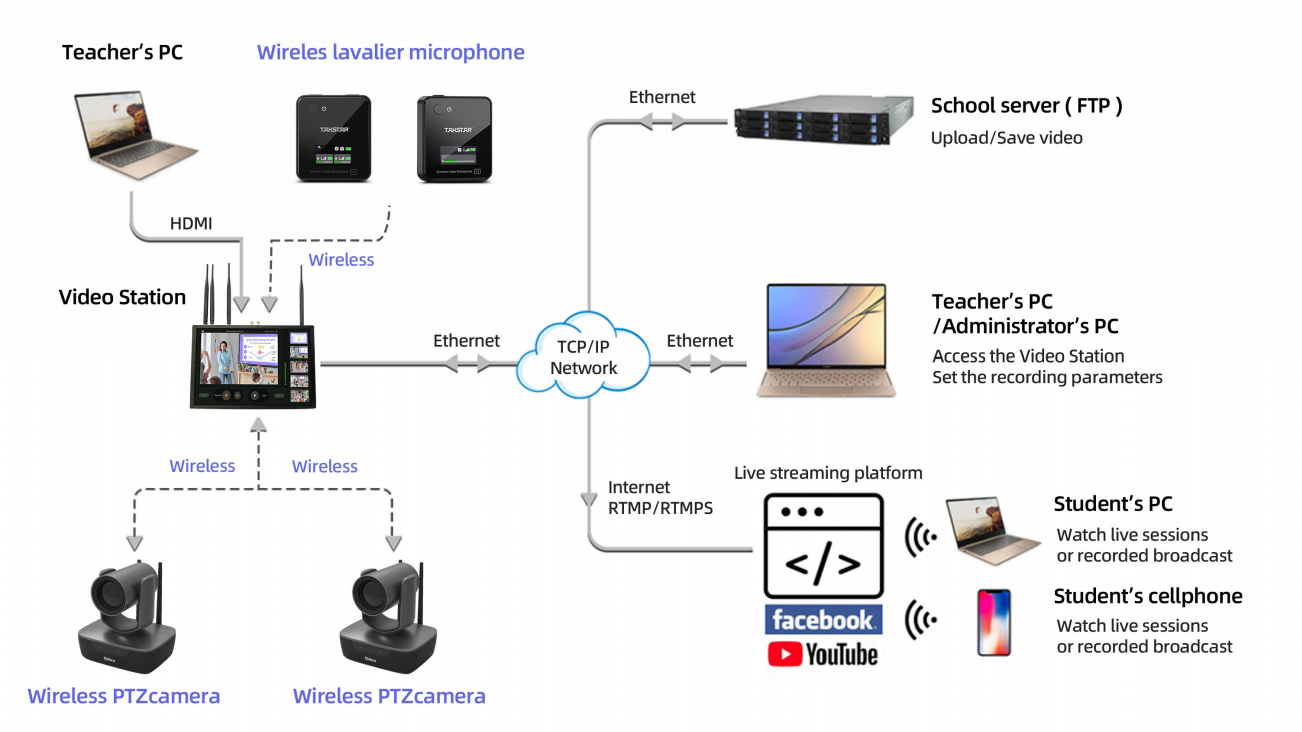 Teacher's PC
Wireles lavalier microphone
TAKSTAR
TAKSTAR
HDMI
Wireless
Video Station
Ethernet
School server ( FTP )
Upload/Save video
Ethernet
TCP/IP
Network
Ethernet
Teacher's PC
/Administrator's PC
Access the Video Station
Set the recording parameters
Wireless
Wireless
Wireless PTZcamera
Wireless PTZcamera
Internet
RTMP/RTMPS
Live streaming platform
</>
facebook.
YouTube
Student's PC
Watch live sessions
or recorded broadcast
Student's cellphone
Watch live sessions
or recorded broadcast